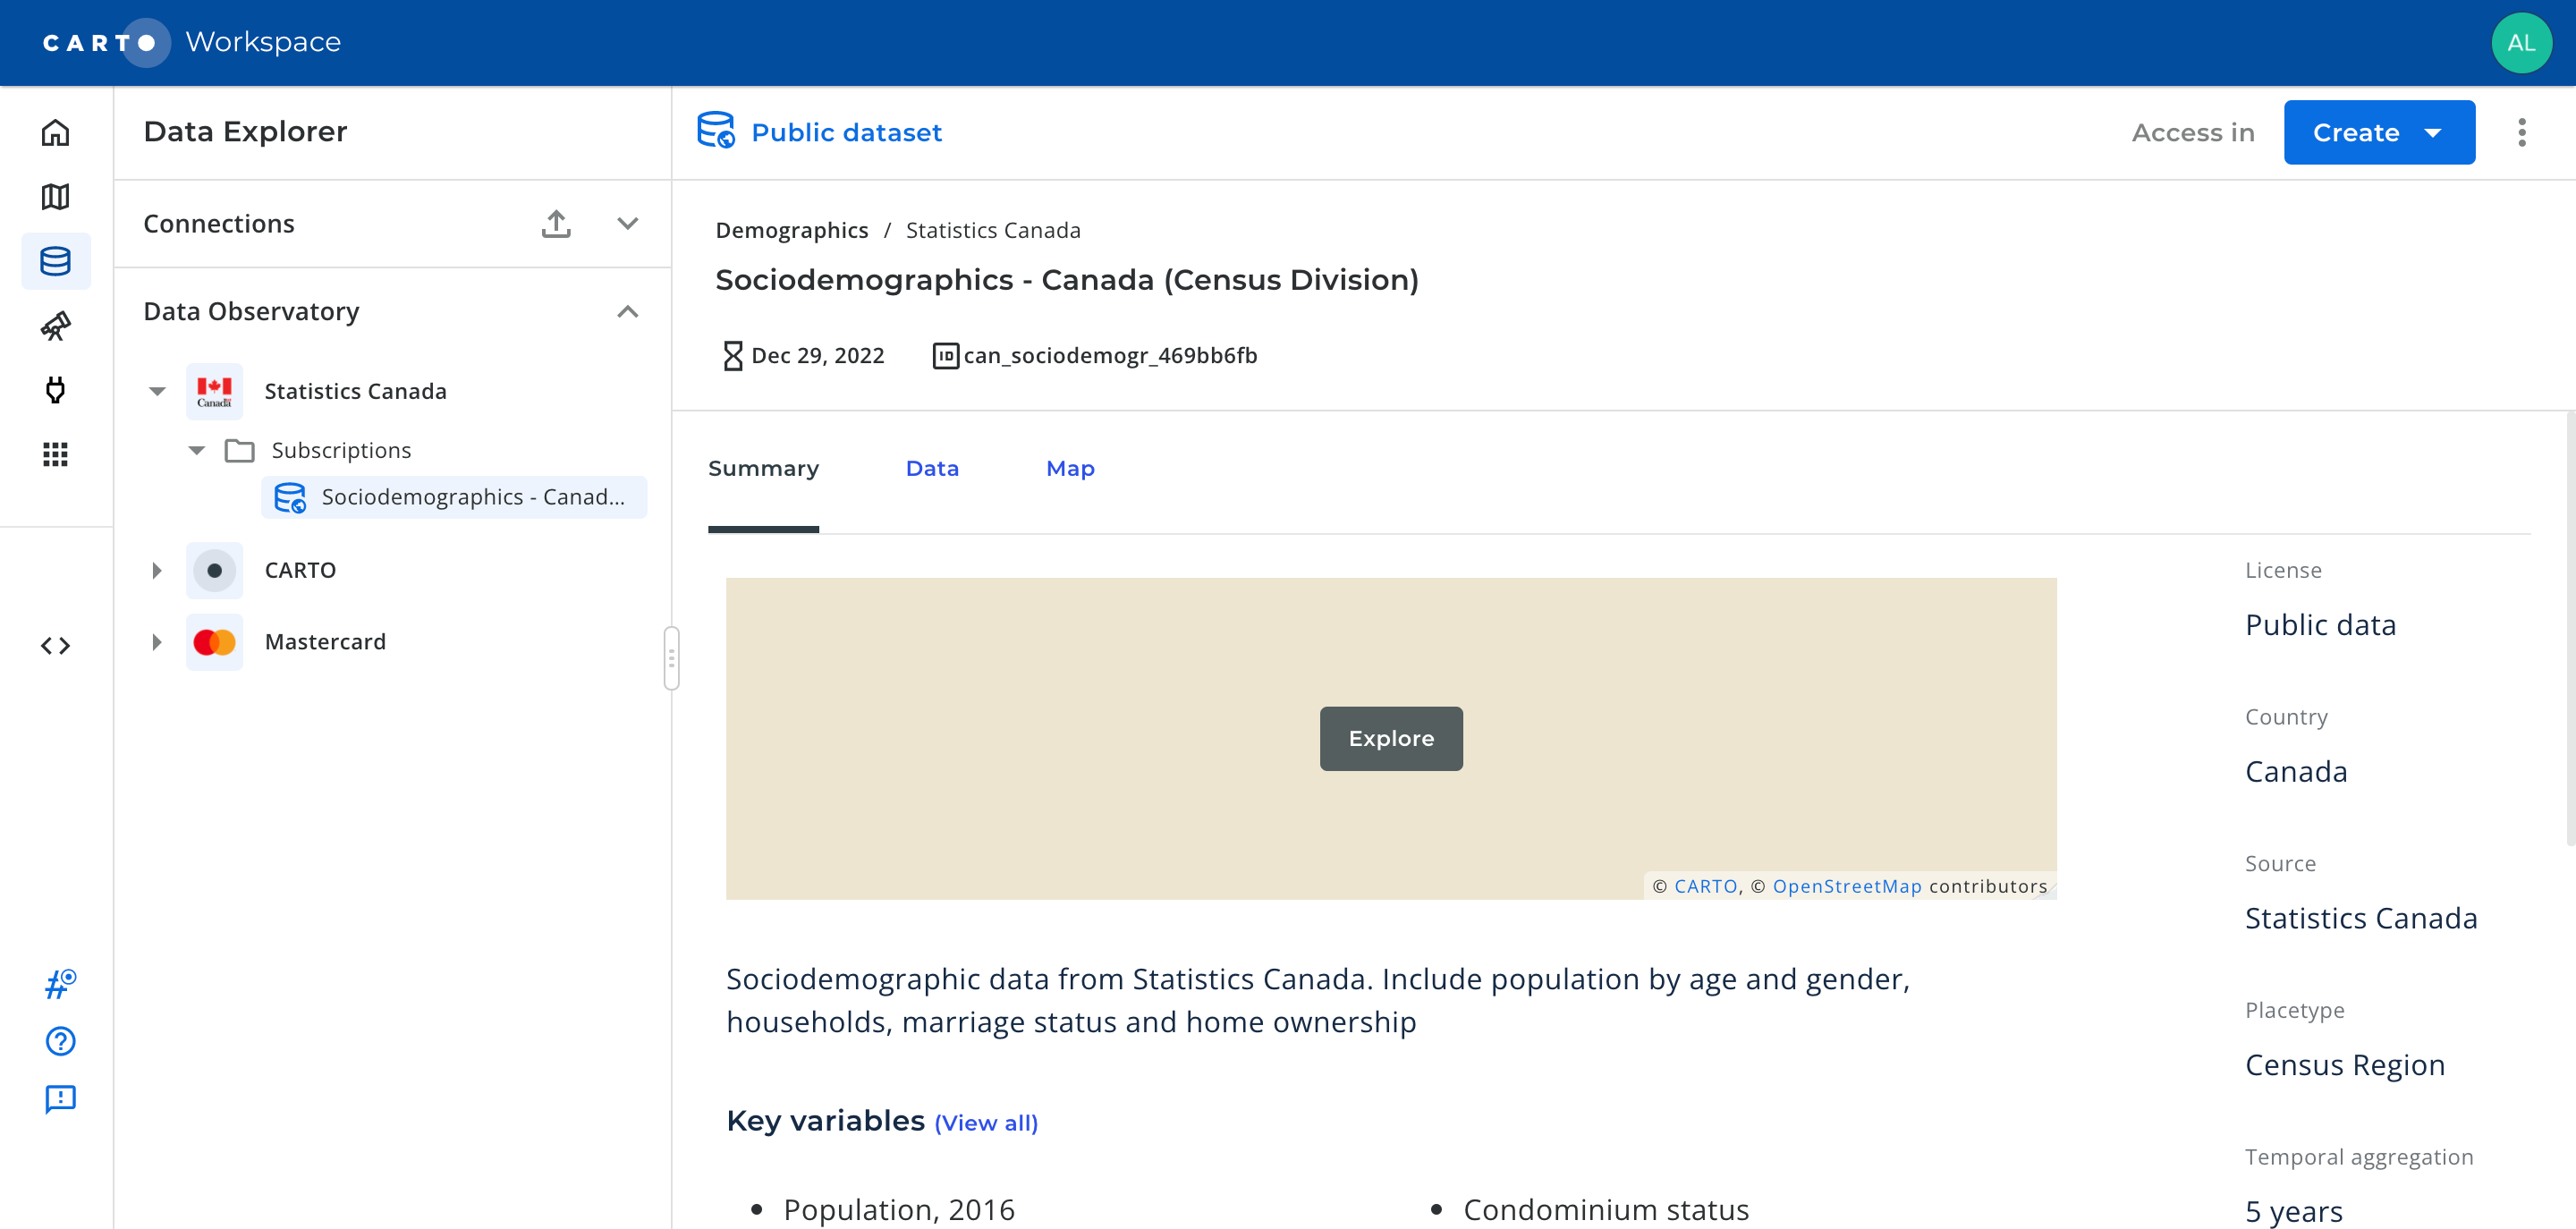 CARTO Workspace
AL
Data Explorer
Connections
Data Observatory
Canada
Statistics Canada
Subscriptions
Sociodemographics - Canad...
CARTO
Mastercard
Public dataset
Access in
Create
Demographics / Statistics Canada
Sociodemographics - Canada (Census Division)
Dec 29, 2022
ID can_sociodemogr_469bb6fb
Summary
Data
Map
Explore
© CARTO, © OpenStreetMap contributors
Sociodemographic data from Statistics Canada. Include population by age and gender,
households, marriage status and home ownership
Key variables (View all)
• Population, 2016
• Condominium status
License
Public data
Country
Canada
Source
Statistics Canada
Placetype
Census Region
Temporal aggregation
5 years